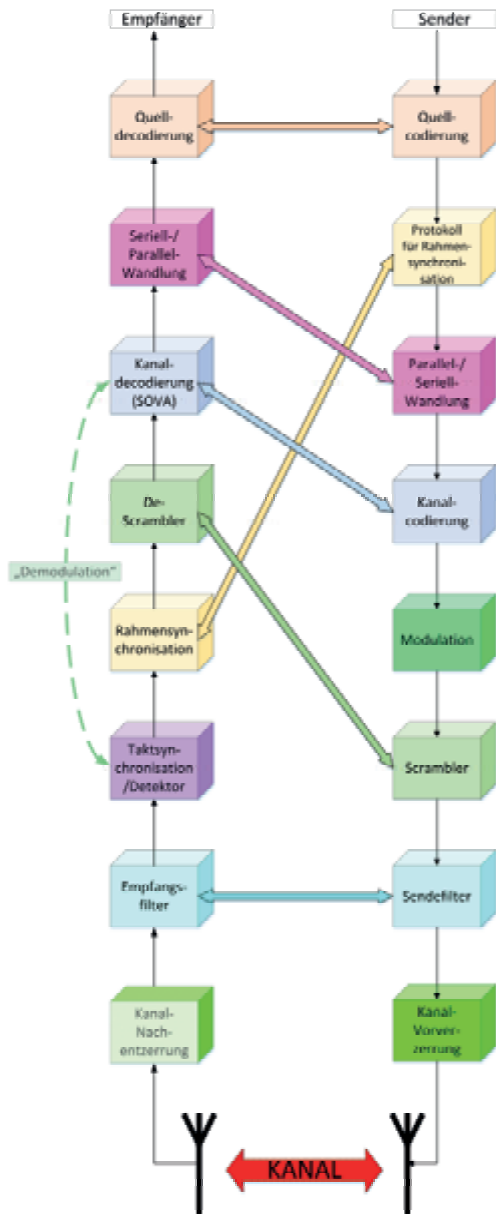 Empfänger
Sender
Quell-
decodierung
Quell-
codierung
Seriell-/
Parallel-
Wandlung
Protokoll
für Rahmen-
synchroni-
sation
Kanal-
decodierung
(SOVA)
Parallel-/
Seriell-
Wandlung
De-
Scrambler
Kanal-
codierung
„Demodulation“
Rahmensyn-
chronisation
Modulation
Taktsyn-
chronisation
/Detektor
Scrambler
Empfangs-
filter
Sendefilter
Kanal-
Nach-
entzerrung
Kanal-
Vorver-
zerrung
KANAL